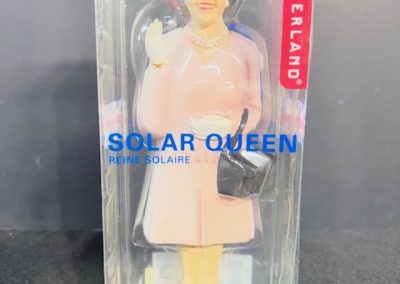 ERLAND®
SOLAR QUEEN
REINE SOLAIRE